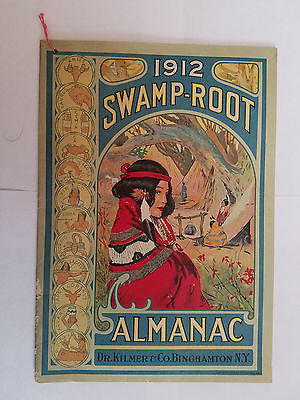 1912
SWAMP-ROOT
ALMANAC
DR. KILMER & CO. BINGHAMTON N.Y.